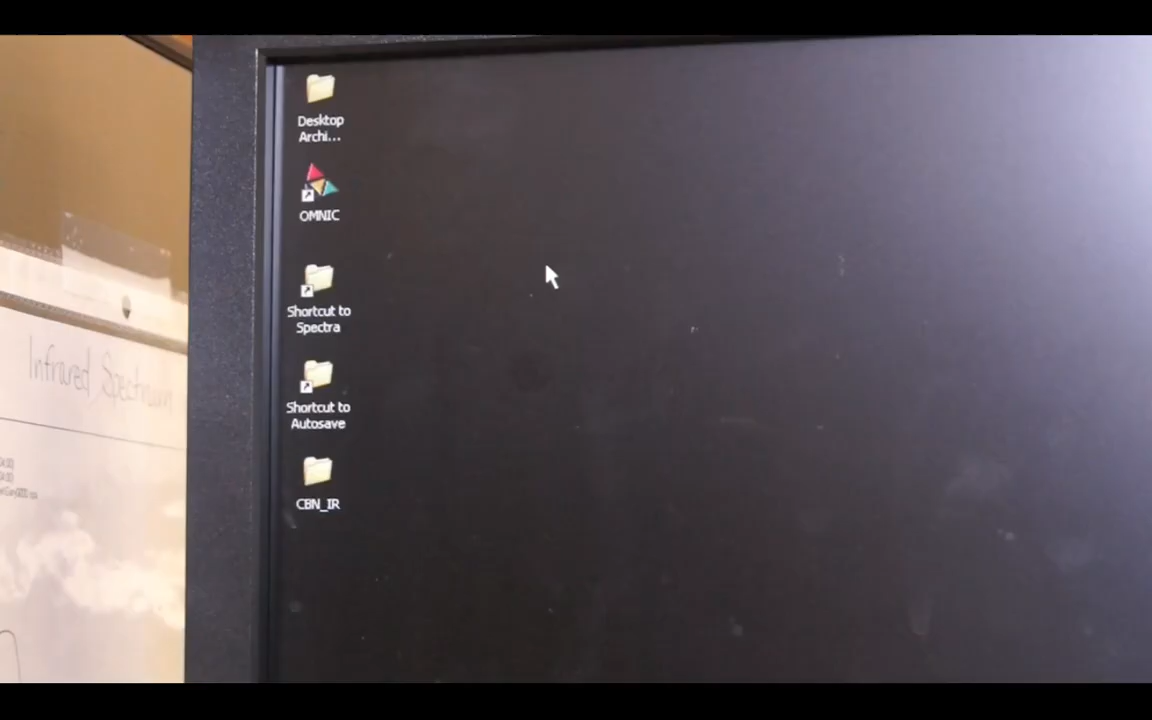 Desktop
Archi...
OMNIC
Shortcut to
Spectra
Shortcut to
Autosave
CBN_IR
Infrared Spectrum